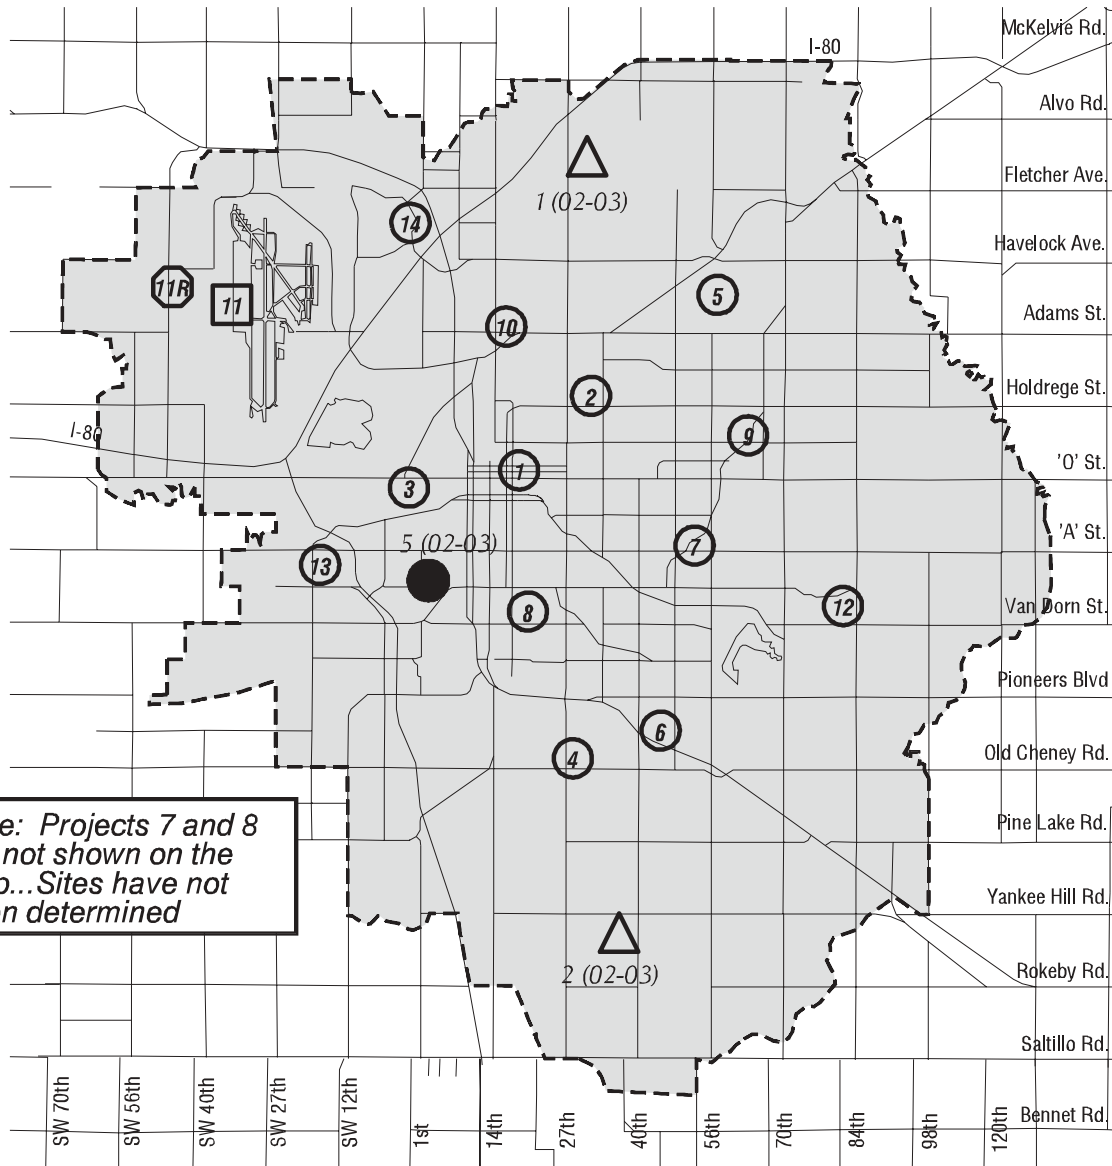 McKelvie Rd.
I-80
Alvo Rd.
Fletcher Ave.
1 (02-03)
14
Havelock Ave.
11R
11
5
Adams St.
10
2
Holdrege St.
I-80
9
'O' St.
1
3
'A' St.
5 (02-03)
7
13
12
Van Dorn St.
8
Pioneers Blvd
6
Old Cheney Rd.
4
e: Projects 7 and 8
not shown on the
p...Sites have not
n determined
Pine Lake Rd.
Yankee Hill Rd.
2 (02-03)
Rokeby Rd.
Saltillo Rd.
Bennet Rd.
SW 70th
SW 56th
SW 40th
SW 27th
SW 12th
1st
14th
27th
40th
56th
70th
84th
98th
120th